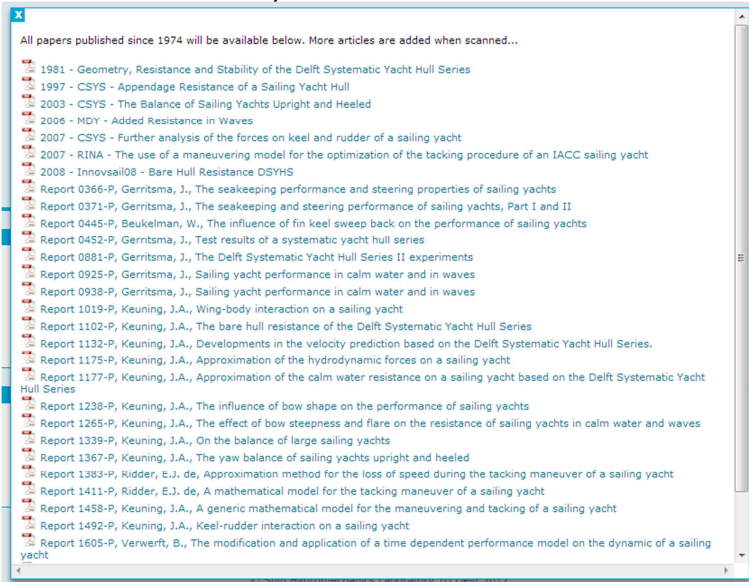 X
All papers published since 1974 will be available below. More articles are added when scanned...
1981 - Geometry, Resistance and Stability of the Delft Systematic Yacht Hull Series
1997 - CSYS - Appendage Resistance of a Sailing Yacht Hull
2003 - CSYS - The Balance of Sailing Yachts Upright and Heeled
2006 - MDY - Added Resistance in Waves
2007 - CSYS - Further analysis of the forces on keel and rudder of a sailing yacht
2007 - RINA - The use of a maneuvering model for the optimization of the tacking procedure of an IACC sailing yacht
2008 - Innovsail08 - Bare Hull Resistance DSYHS
Report 0366-P, Gerritsma, J., The seakeeping performance and steering properties of sailing yachts
Report 0371-P, Gerritsma, J., The seakeeping and steering performance of sailing yachts, Part I and II
Report 0445-P, Beukelman, W., The influence of fin keel sweep back on the performance of sailing yachts
Report 0452-P, Gerritsma, J., Test results of a systematic yacht hull series
Report 0881-P, Gerritsma, J., The Delft Systematic Yacht Hull Series II experiments
Report 0925-P, Gerritsma, J., Sailing yacht performance in calm water and in waves
Report 0938-P, Gerritsma, J., Sailing yacht performance in calm water and in waves
Report 1019-P, Keuning, J.A., Wing-body interaction on a sailing yacht
Report 1102-P, Keuning, J.A., The bare hull resistance of the Delft Systematic Yacht Hull Series
Report 1132-P, Keuning, J.A., Developments in the velocity prediction based on the Delft Systematic Yacht Hull Series.
Report 1175-P, Keuning, J.A., Approximation of the hydrodynamic forces on a sailing yacht
Report 1177-P, Keuning, J.A., Approximation of the calm water resistance on a sailing yacht based on the Delft Systematic Yacht
Hull Series
Report 1238-P, Keuning, J.A., The influence of bow shape on the performance of sailing yachts
Report 1265-P, Keuning, J.A., The effect of bow steepness and flare on the resistance of sailing yachts in calm water and waves
Report 1339-P, Keuning, J.A., On the balance of large sailing yachts
Report 1367-P, Keuning, J.A., The yaw balance of sailing yachts upright and heeled
Report 1383-P, Ridder, E.J. de, Approximation method for the loss of speed during the tacking maneuver of a sailing yacht
Report 1411-P, Ridder, E.J. de, A mathematical model for the tacking maneuver of a sailing yacht
Report 1458-P, Keuning, J.A., A generic mathematical model for the maneuvering and tacking of a sailing yacht
Report 1492-P, Keuning, J.A., Keel-rudder interaction on a sailing yacht
Report 1605-P, Verwerft, B., The modification and application of a time dependent performance model on the dynamic of a sailing
yacht